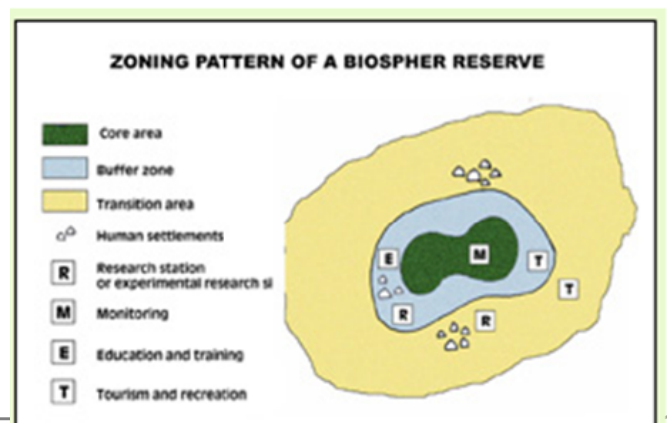 ZONING PATTERN OF A BIOSPHER RESERVE
Core area
Buffer zone
Transition area
Human settlements
R
Research station
or experimental research si
M
Monitoring
E
Education and training
T
Tourism and recreation
E
M
T
T
R
R